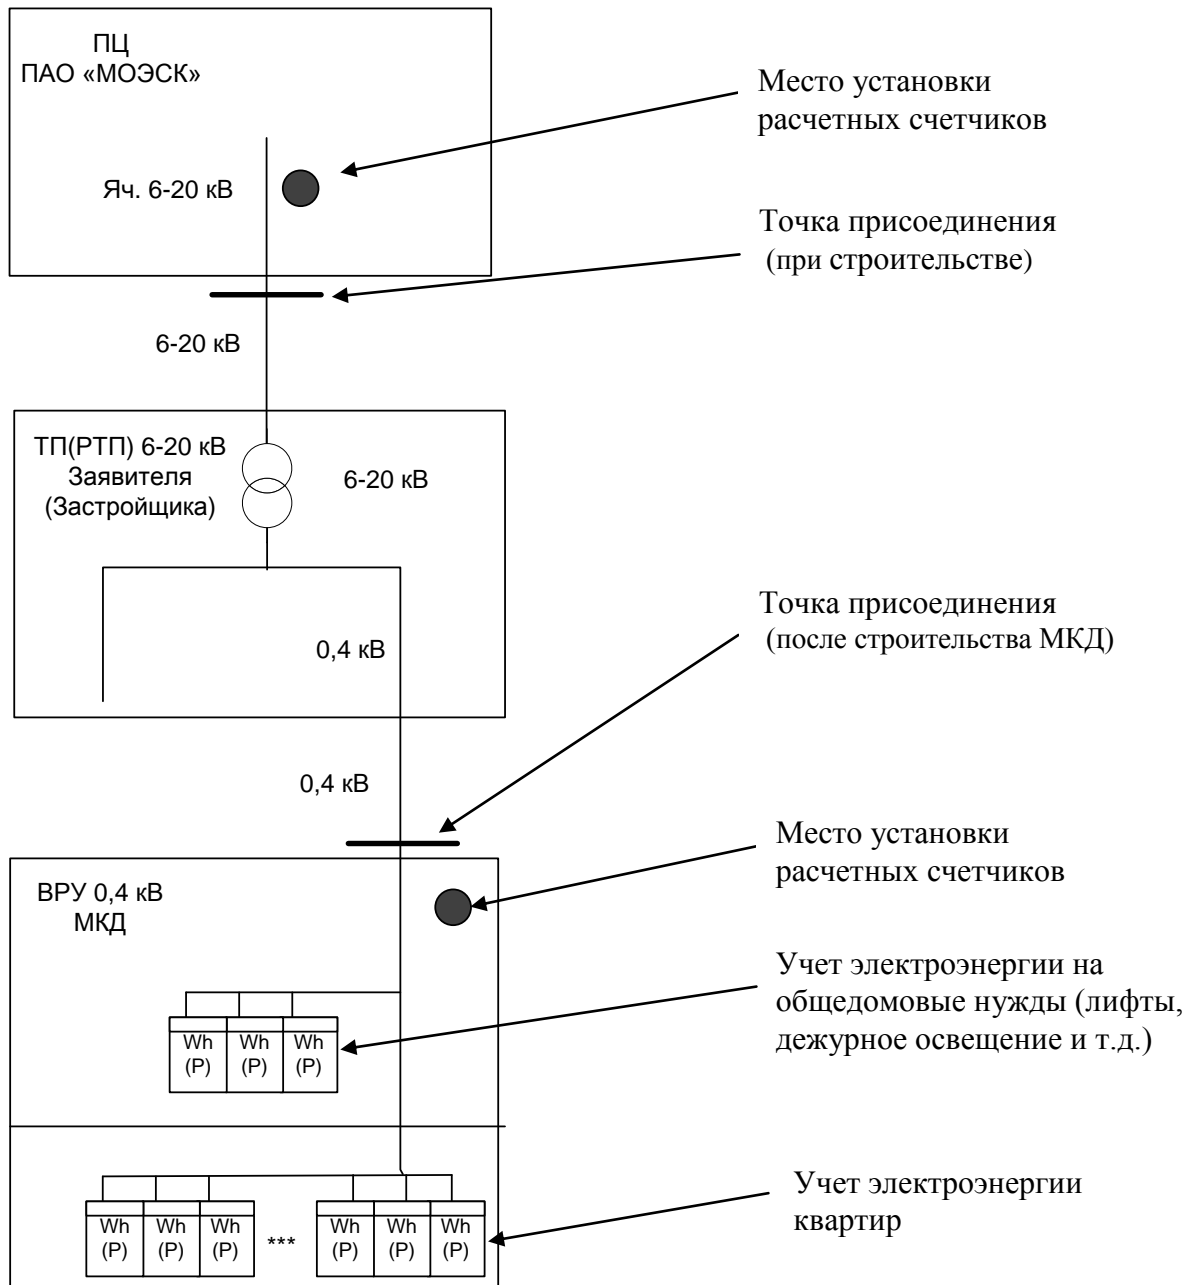 ПЦ
ПАО «МОЭСК»
Место установки
расчетных счетчиков
Яч. 6-20 кВ
Точка присоединения
(при строительстве)
6-20 кВ
ТП(РТП) 6-20 кВ
Заявителя
(Застройщика)
6-20 кВ
Точка присоединения
(после строительства МКД)
0,4 кВ
0,4 кВ
Место установки
расчетных счетчиков
ВРУ 0,4 кВ
МКД
Учет электроэнергии на
общедомовые нужды (лифты,
дежурное освещение и т.д.)
Wh Wh Wh
(P) (P) (P)
Учет электроэнергии
квартир
Wh Wh Wh *** Wh Wh Wh
(P) (P) (P) (P) (P) (P)